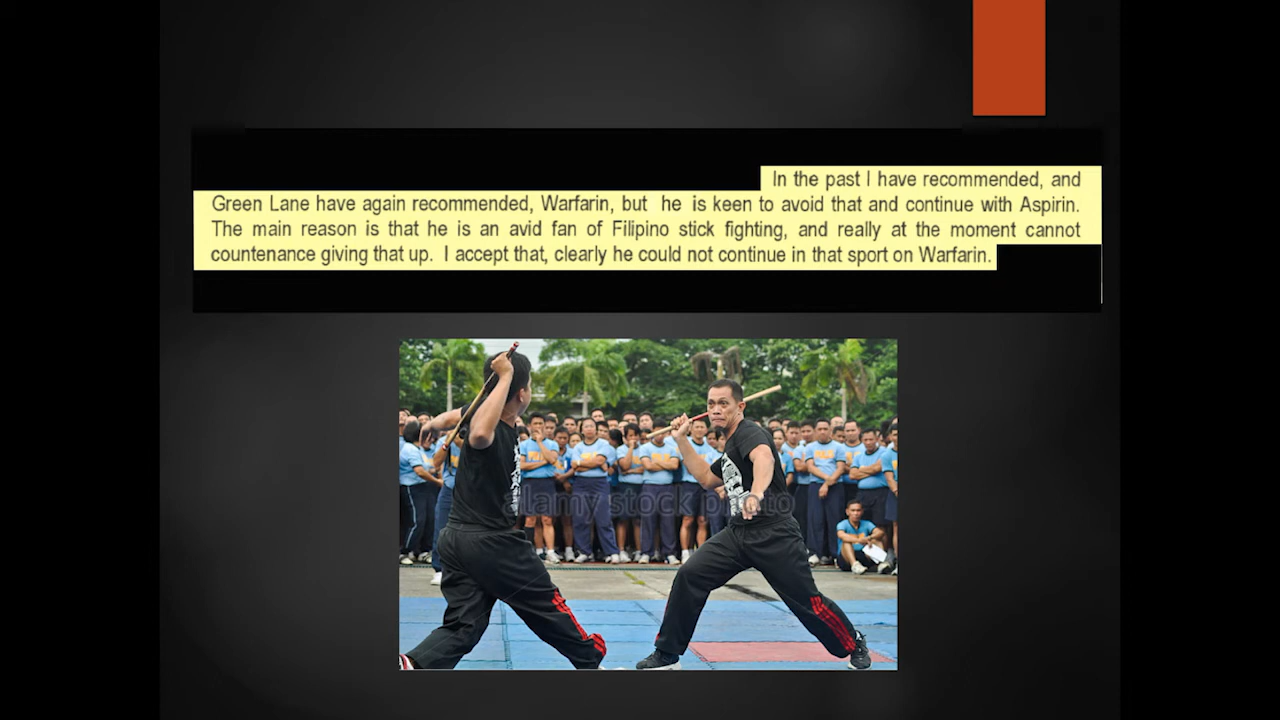 In the past I have recommended, and
Green Lane have again recommended, Warfarin, but he is keen to avoid that and continue with Aspirin.
The main reason is that he is an avid fan of Filipino stick fighting, and really at the moment cannot
countenance giving that up. I accept that, clearly he could not continue in that sport on Warfarin.
alamy stock photo